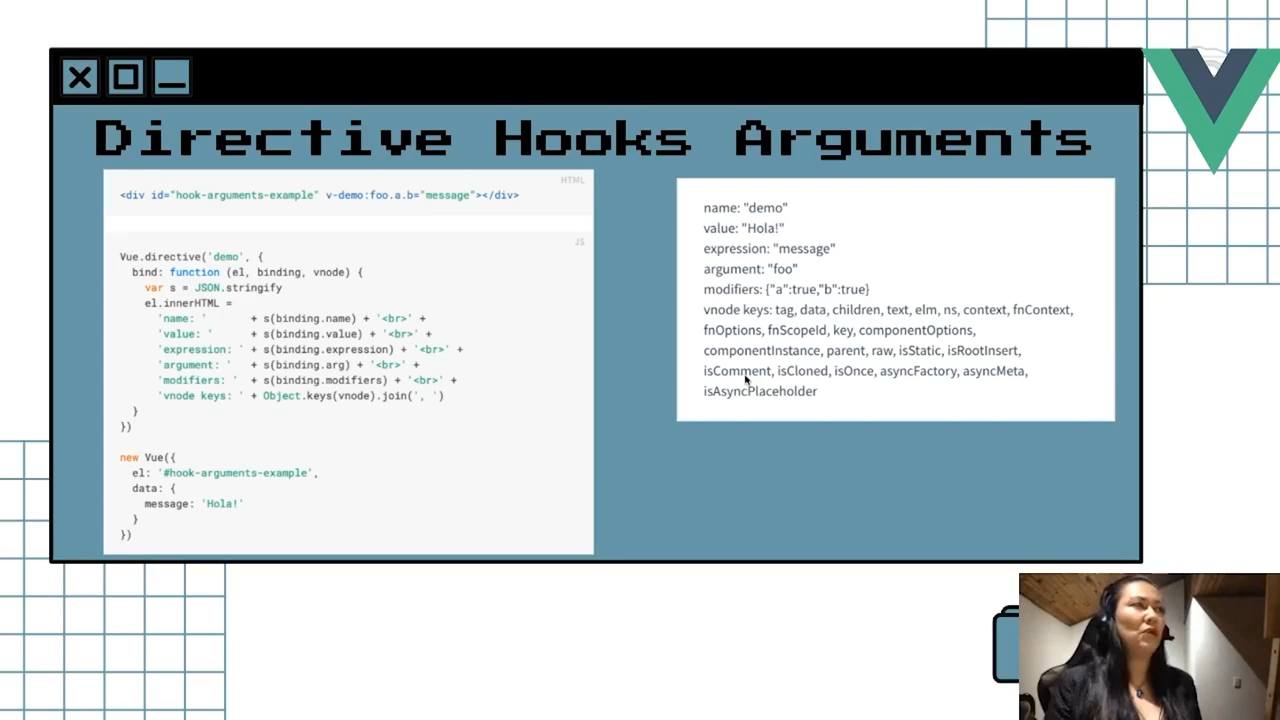 Directive Hooks Arguments
HTML
<div id="hook-arguments-example" v-demo:foo.a.b="message"></div>
JS
Vue.directive('demo', {
  bind: function (el, binding, vnode) {
    var s = JSON.stringify
    el.innerHTML =
      'name: '       + s(binding.name) + '<br>' +
      'value: '      + s(binding.value) + '<br>' +
      'expression: ' + s(binding.expression) + '<br>' +
      'argument: '   + s(binding.arg) + '<br>' +
      'modifiers: '  + s(binding.modifiers) + '<br>' +
      'vnode keys: ' + Object.keys(vnode).join(', ')
  }
})
new Vue({
  el: '#hook-arguments-example',
  data: {
    message: 'Hola!'
  }
})
name: "demo"
value: "Hola!"
expression: "message"
argument: "foo"
modifiers: {"a":true,"b":true}
vnode keys: tag, data, children, text, elm, ns, context, fnContext,
fnOptions, fnScopeId, key, componentOptions,
componentInstance, parent, raw, isStatic, isRootInsert,
isComment, isCloned, isOnce, asyncFactory, asyncMeta,
isAsyncPlaceholder